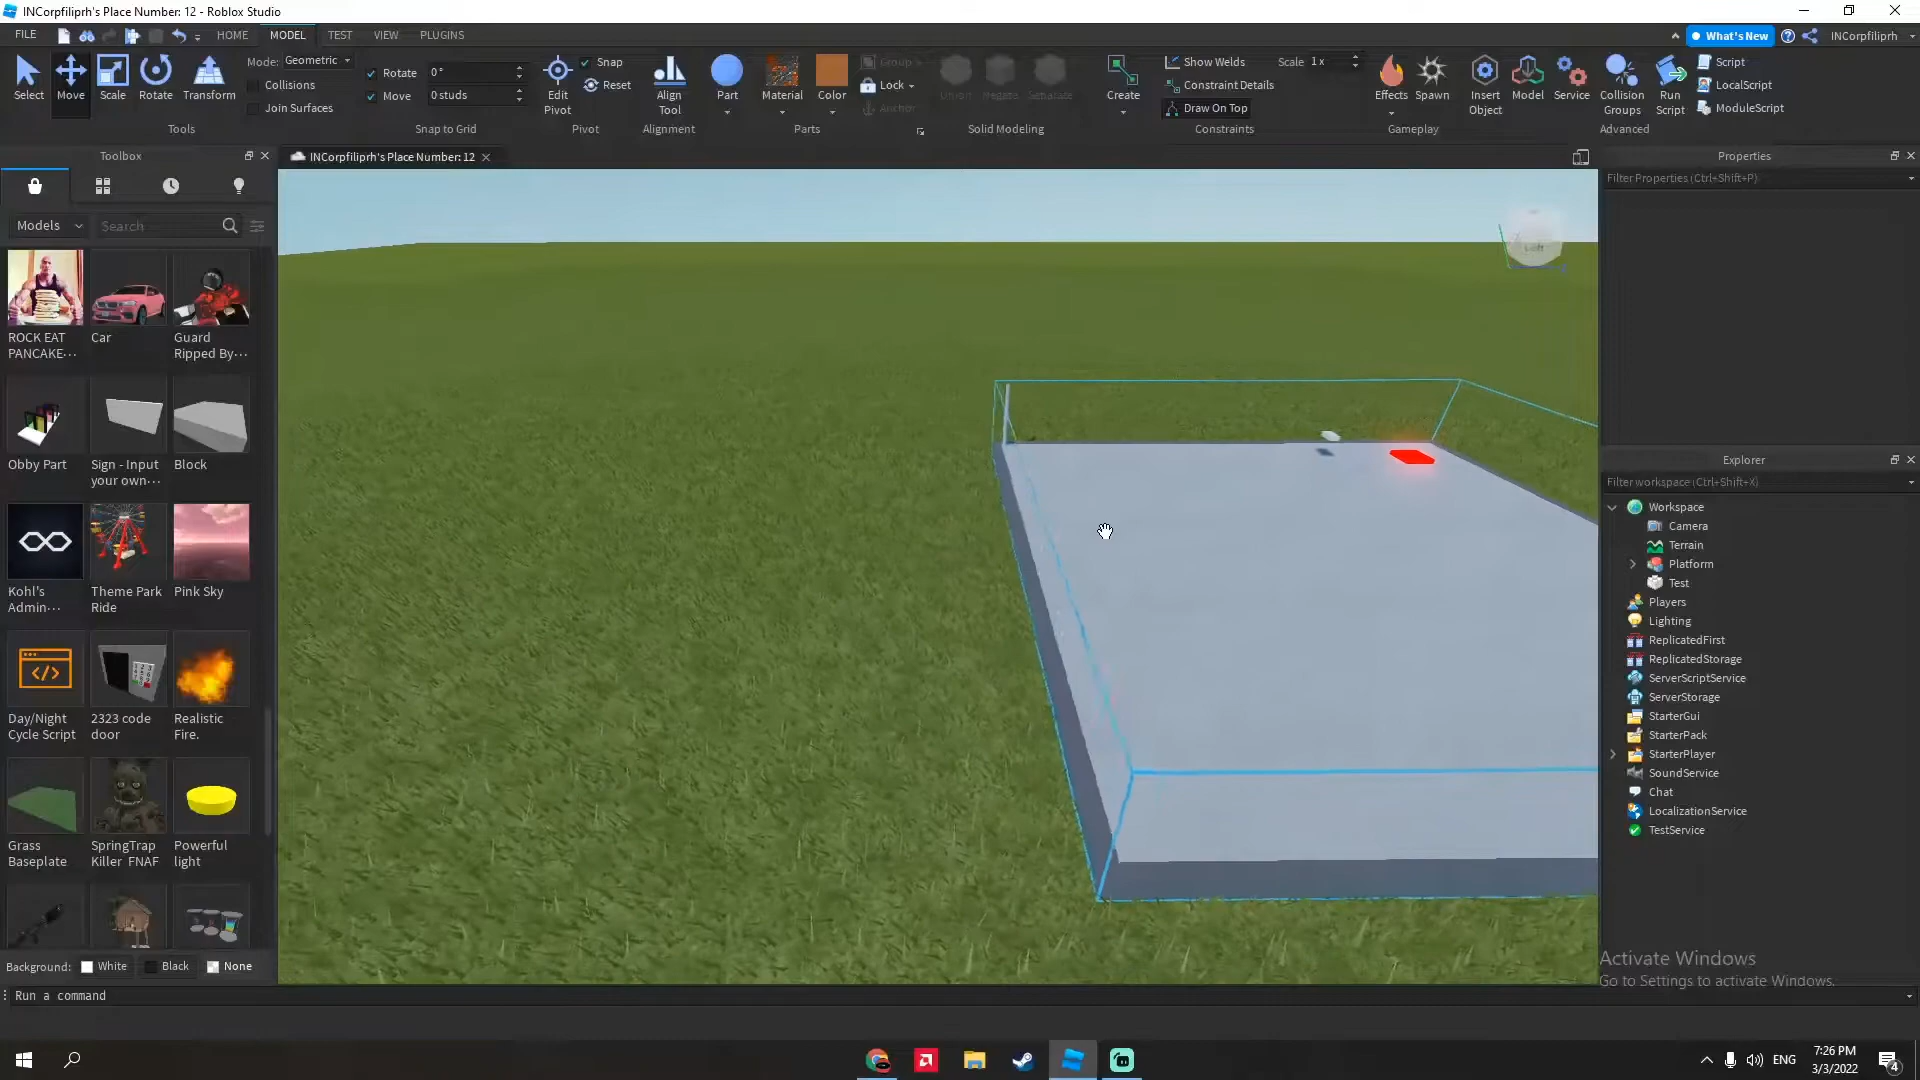 INCorpfiliprh's Place Number: 12 - Roblox Studio
FILE HOME MODEL TEST VIEW PLUGINS What's New INCorpfiliprh
Select Move Scale Rotate Transform
Mode: Geometric
Collisions
Join Surfaces
Tools
Rotate 0 °
Move 0 studs
Snap to Grid
Edit Pivot
Snap
Reset
Pivot
Align Tool
Alignment
Part Material Color
Group
Lock
Anchor
Parts
Union Negate Separate
Solid Modeling
Create
Show Welds
Constraint Details
Draw On Top
Scale 1 x
Constraints
Effects Spawn
Gameplay
Insert Object
Model
Service
Collision Groups
Run Script
Script
LocalScript
ModuleScript
Advanced
Toolbox
Models Search
ROCK EAT PANCAKE...
Car
Guard Ripped By...
Obby Part
Sign - Input your own...
Block
Kohl's Admin...
Theme Park Ride
Pink Sky
Day/Night Cycle Script
2323 code door
Realistic Fire.
Grass Baseplate
SpringTrap Killer FNAF
Powerful light
Background: White Black None
Run a command
INCorpfiliprh's Place Number: 12
Left
Properties
Filter Properties (Ctrl+Shift+P)
Explorer
Filter workspace (Ctrl+Shift+X)
Workspace
Camera
Terrain
Platform
Test
Players
Lighting
ReplicatedFirst
ReplicatedStorage
ServerScriptService
ServerStorage
StarterGui
StarterPack
StarterPlayer
SoundService
Chat
LocalizationService
TestService
Activate Windows
Go to Settings to activate Windows.
ENG
7:26 PM
3/3/2022
4